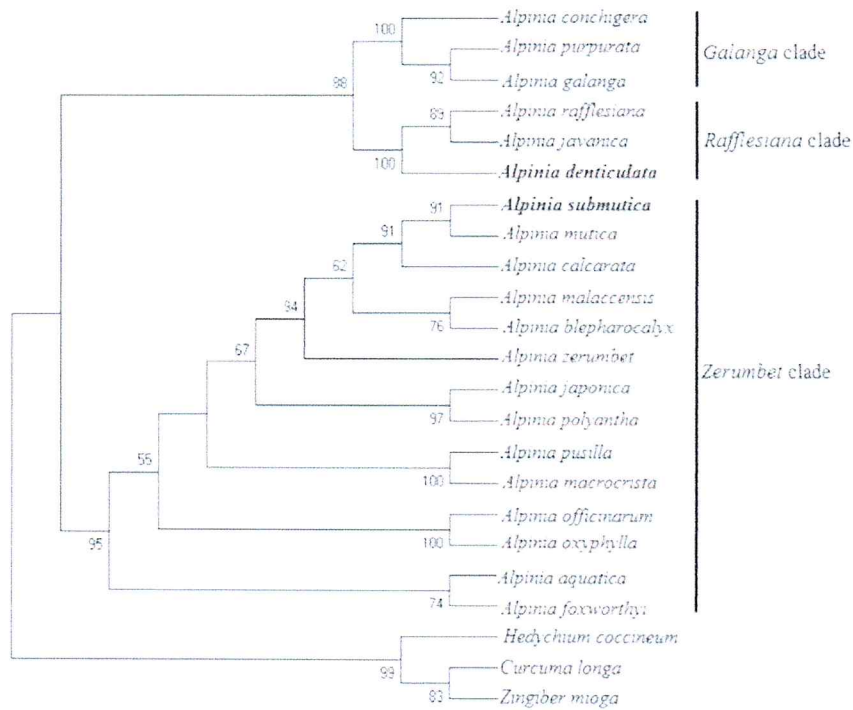 Alpinia conchigera
100
Alpinia purpurata
Galanga clade
92
Alpinia galanga
88
Alpinia rafflesiana
89
Alpinia javanica
Rafflesiana clade
100
Alpinia denticulata
Alpinia submutica
91
Alpinia mutica
91
Alpinia calcarata
62
Alpinia malaccensis
76
Alpinia blepharocalyx
94
Alpinia zerumbet
67
Zerumbet clade
Alpinia japonica
97
Alpinia polyantha
Alpinia pusilla
55
100
Alpinia macrocrista
Alpinia officinarum
95
100
Alpinia oxyphylla
Alpinia aquatica
74
Alpinia foxworthyi
Hedychium coccineum
99
Curcuma longa
83
Zingiber mioga